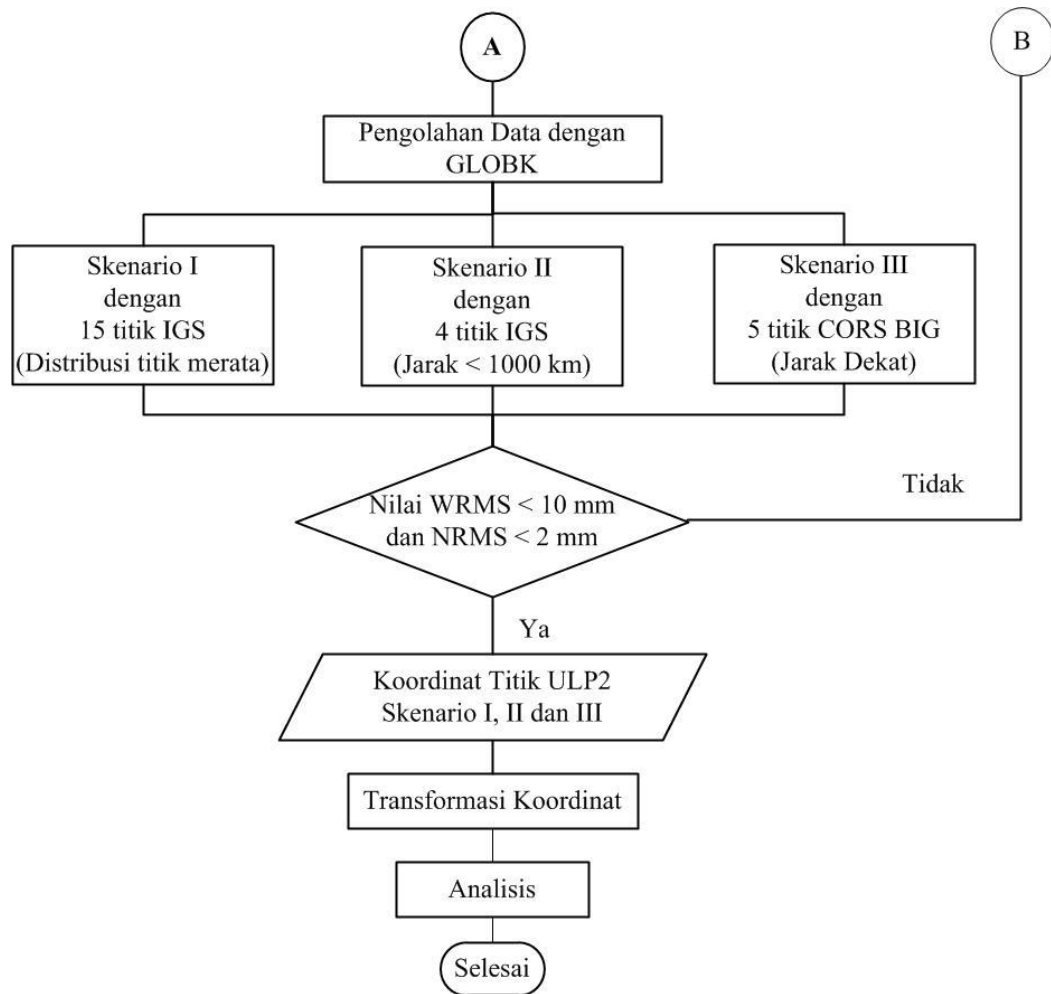 A
B
Pengolahan Data dengan
GLOBK
Skenario I
dengan
15 titik IGS
(Distribusi titik merata)
Skenario II
dengan
4 titik IGS
(Jarak < 1000 km)
Skenario III
dengan
5 titik CORS BIG
(Jarak Dekat)
Nilai WRMS < 10 mm
dan NRMS < 2 mm
Tidak
Ya
Koordinat Titik ULP2
Skenario I, II dan III
Transformasi Koordinat
Analisis
Selesai